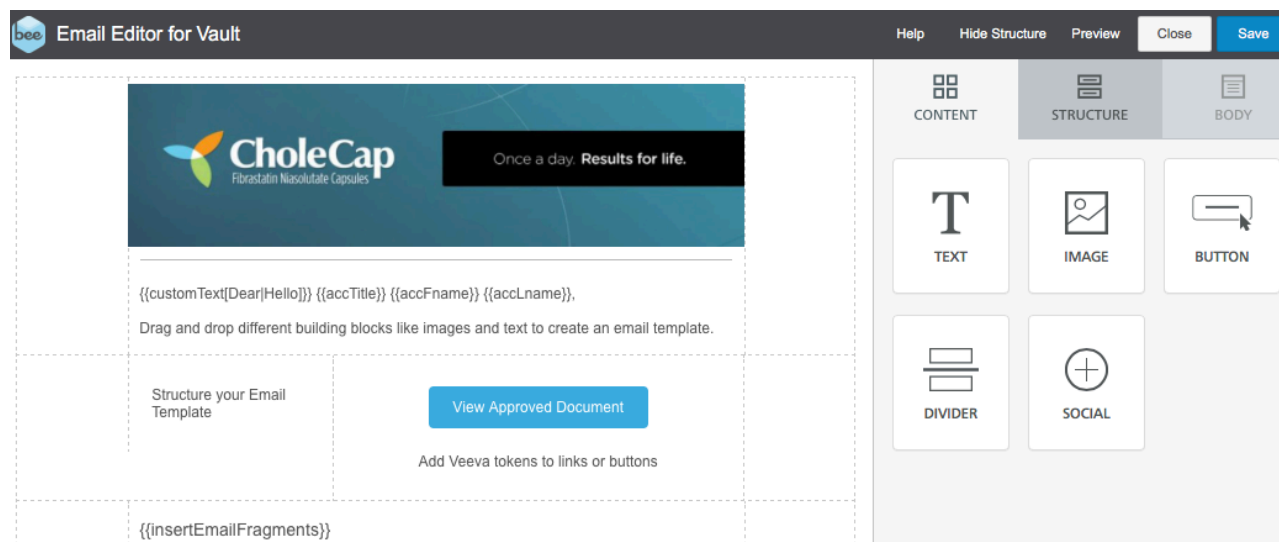 bee Email Editor for Vault Help Hide Structure Preview Close Save
CONTENT STRUCTURE BODY
CholeCap
Fibrastatin Niasolutate Capsules
Once a day. Results for life.
TEXT IMAGE BUTTON
{{customText[Dear|Hello]}} {{accTitle}} {{accFname}} {{accLname}},
Drag and drop different building blocks like images and text to create an email template.
Structure your Email
Template
View Approved Document
Add Veeva tokens to links or buttons
DIVIDER SOCIAL
{{insertEmailFragments}}